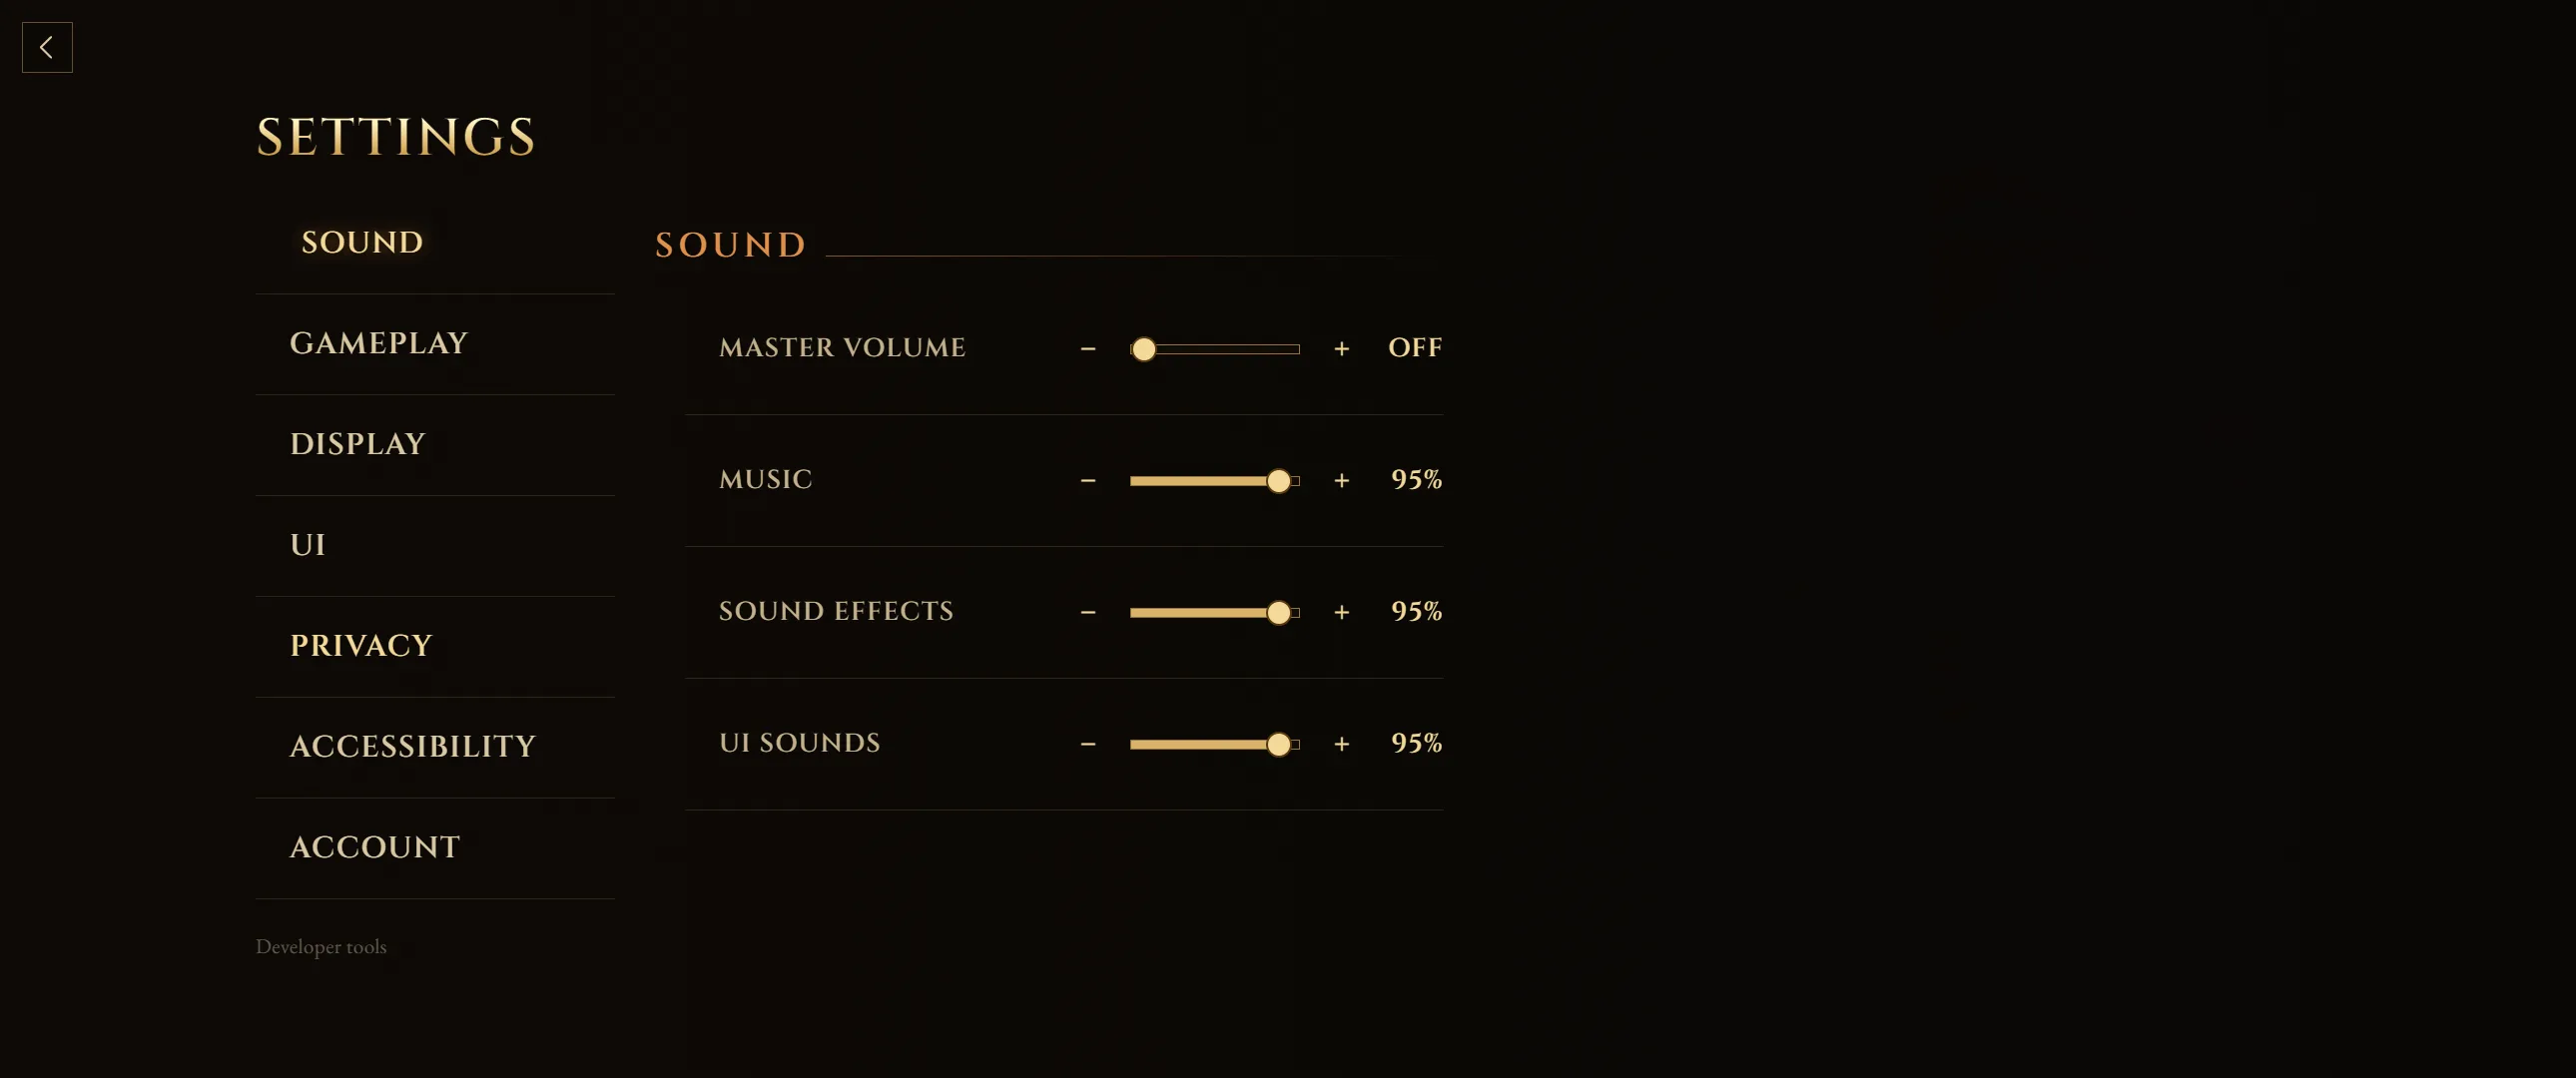 SETTINGS
SOUND
GAMEPLAY
DISPLAY
UI
PRIVACY
ACCESSIBILITY
ACCOUNT
Developer tools
SOUND
MASTER VOLUME − + OFF
MUSIC − + 95%
SOUND EFFECTS − + 95%
UI SOUNDS − + 95%